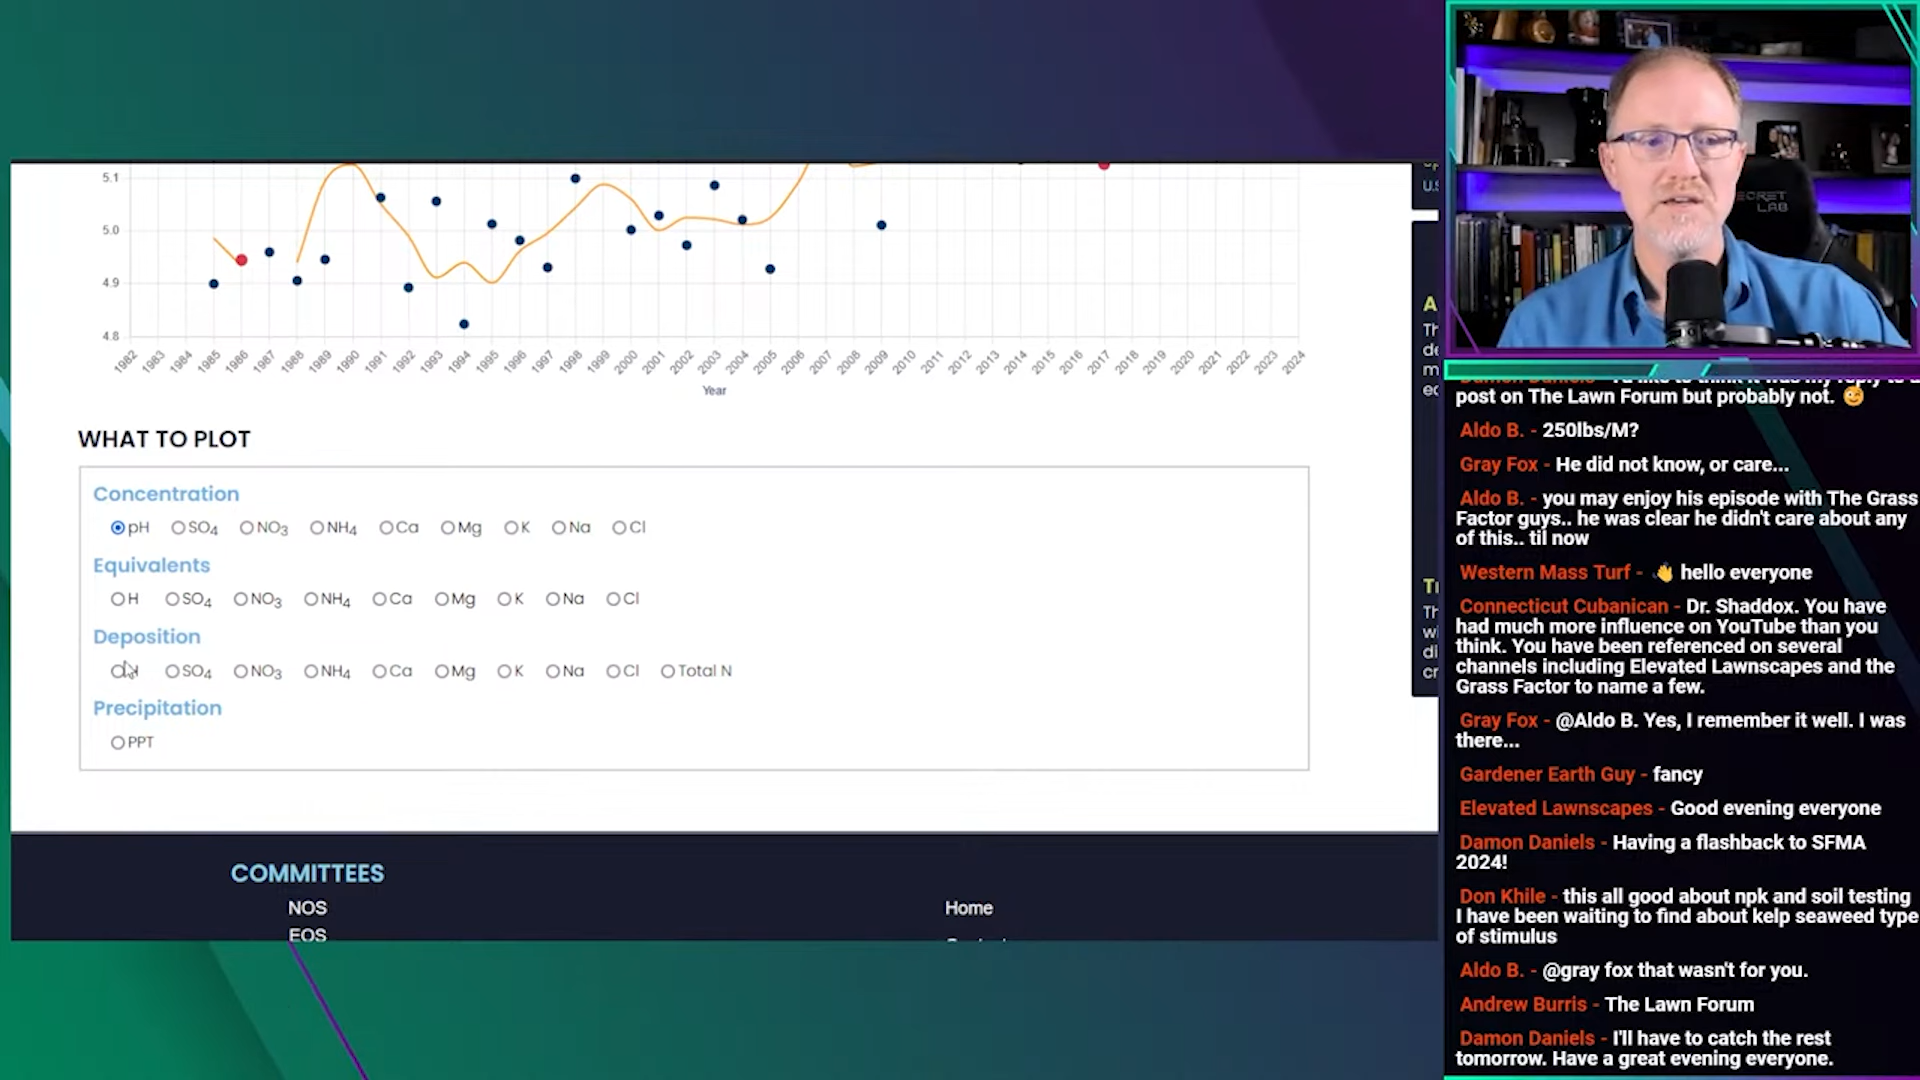 5.1
5.0
4.9
4.8
1982 1983 1984 1985 1986 1987 1988 1989 1990 1991 1992 1993 1994 1995 1996 1997 1998 1999 2000 2001 2002 2003 2004 2005 2006 2007 2008 2009 2010 2011 2012 2013 2014 2015 2016 2017 2018 2019 2020 2021 2022 2023 2024
Year
WHAT TO PLOT
Concentration
pH SO4 NO3 NH4 Ca Mg K Na Cl
Equivalents
H SO4 NO3 NH4 Ca Mg K Na Cl
Deposition
H SO4 NO3 NH4 Ca Mg K Na Cl Total N
Precipitation
PPT
COMMITTEES
NOS
EOS
Home
U.S
A
Th
de
m
ec
Th
wi
di
cr
SECRET
LAB
post on The Lawn Forum but probably not. 🥴
Aldo B. - 250lbs/M?
Gray Fox - He did not know, or care...
Aldo B. - you may enjoy his episode with The Grass
Factor guys.. he was clear he didn't care about any
of this.. til now
Western Mass Turf - 👋 hello everyone
Connecticut Cubanican - Dr. Shaddox. You have
had much more influence on YouTube than you
think. You have been referenced on several
channels including Elevated Lawnscapes and the
Grass Factor to name a few.
Gray Fox - @Aldo B. Yes, I remember it well. I was
there...
Gardener Earth Guy - fancy
Elevated Lawnscapes - Good evening everyone
Damon Daniels - Having a flashback to SFMA
2024!
Don Khile - this all good about npk and soil testing
I have been waiting to find about kelp seaweed type
of stimulus
Aldo B. - @gray fox that wasn't for you.
Andrew Burris - The Lawn Forum
Damon Daniels - I'll have to catch the rest
tomorrow. Have a great evening everyone.